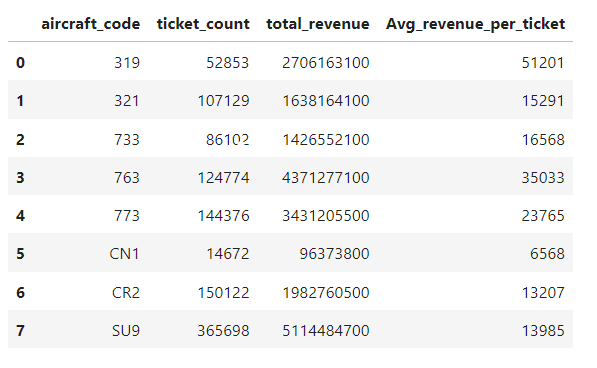 aircraft_code ticket_count total_revenue Avg_revenue_per_ticket
0 319 52853 2706163100 51201
1 321 107129 1638164100 15291
2 733 86102 1426552100 16568
3 763 124774 4371277100 35033
4 773 144376 3431205500 23765
5 CN1 14672 96373800 6568
6 CR2 150122 1982760500 13207
7 SU9 365698 5114484700 13985